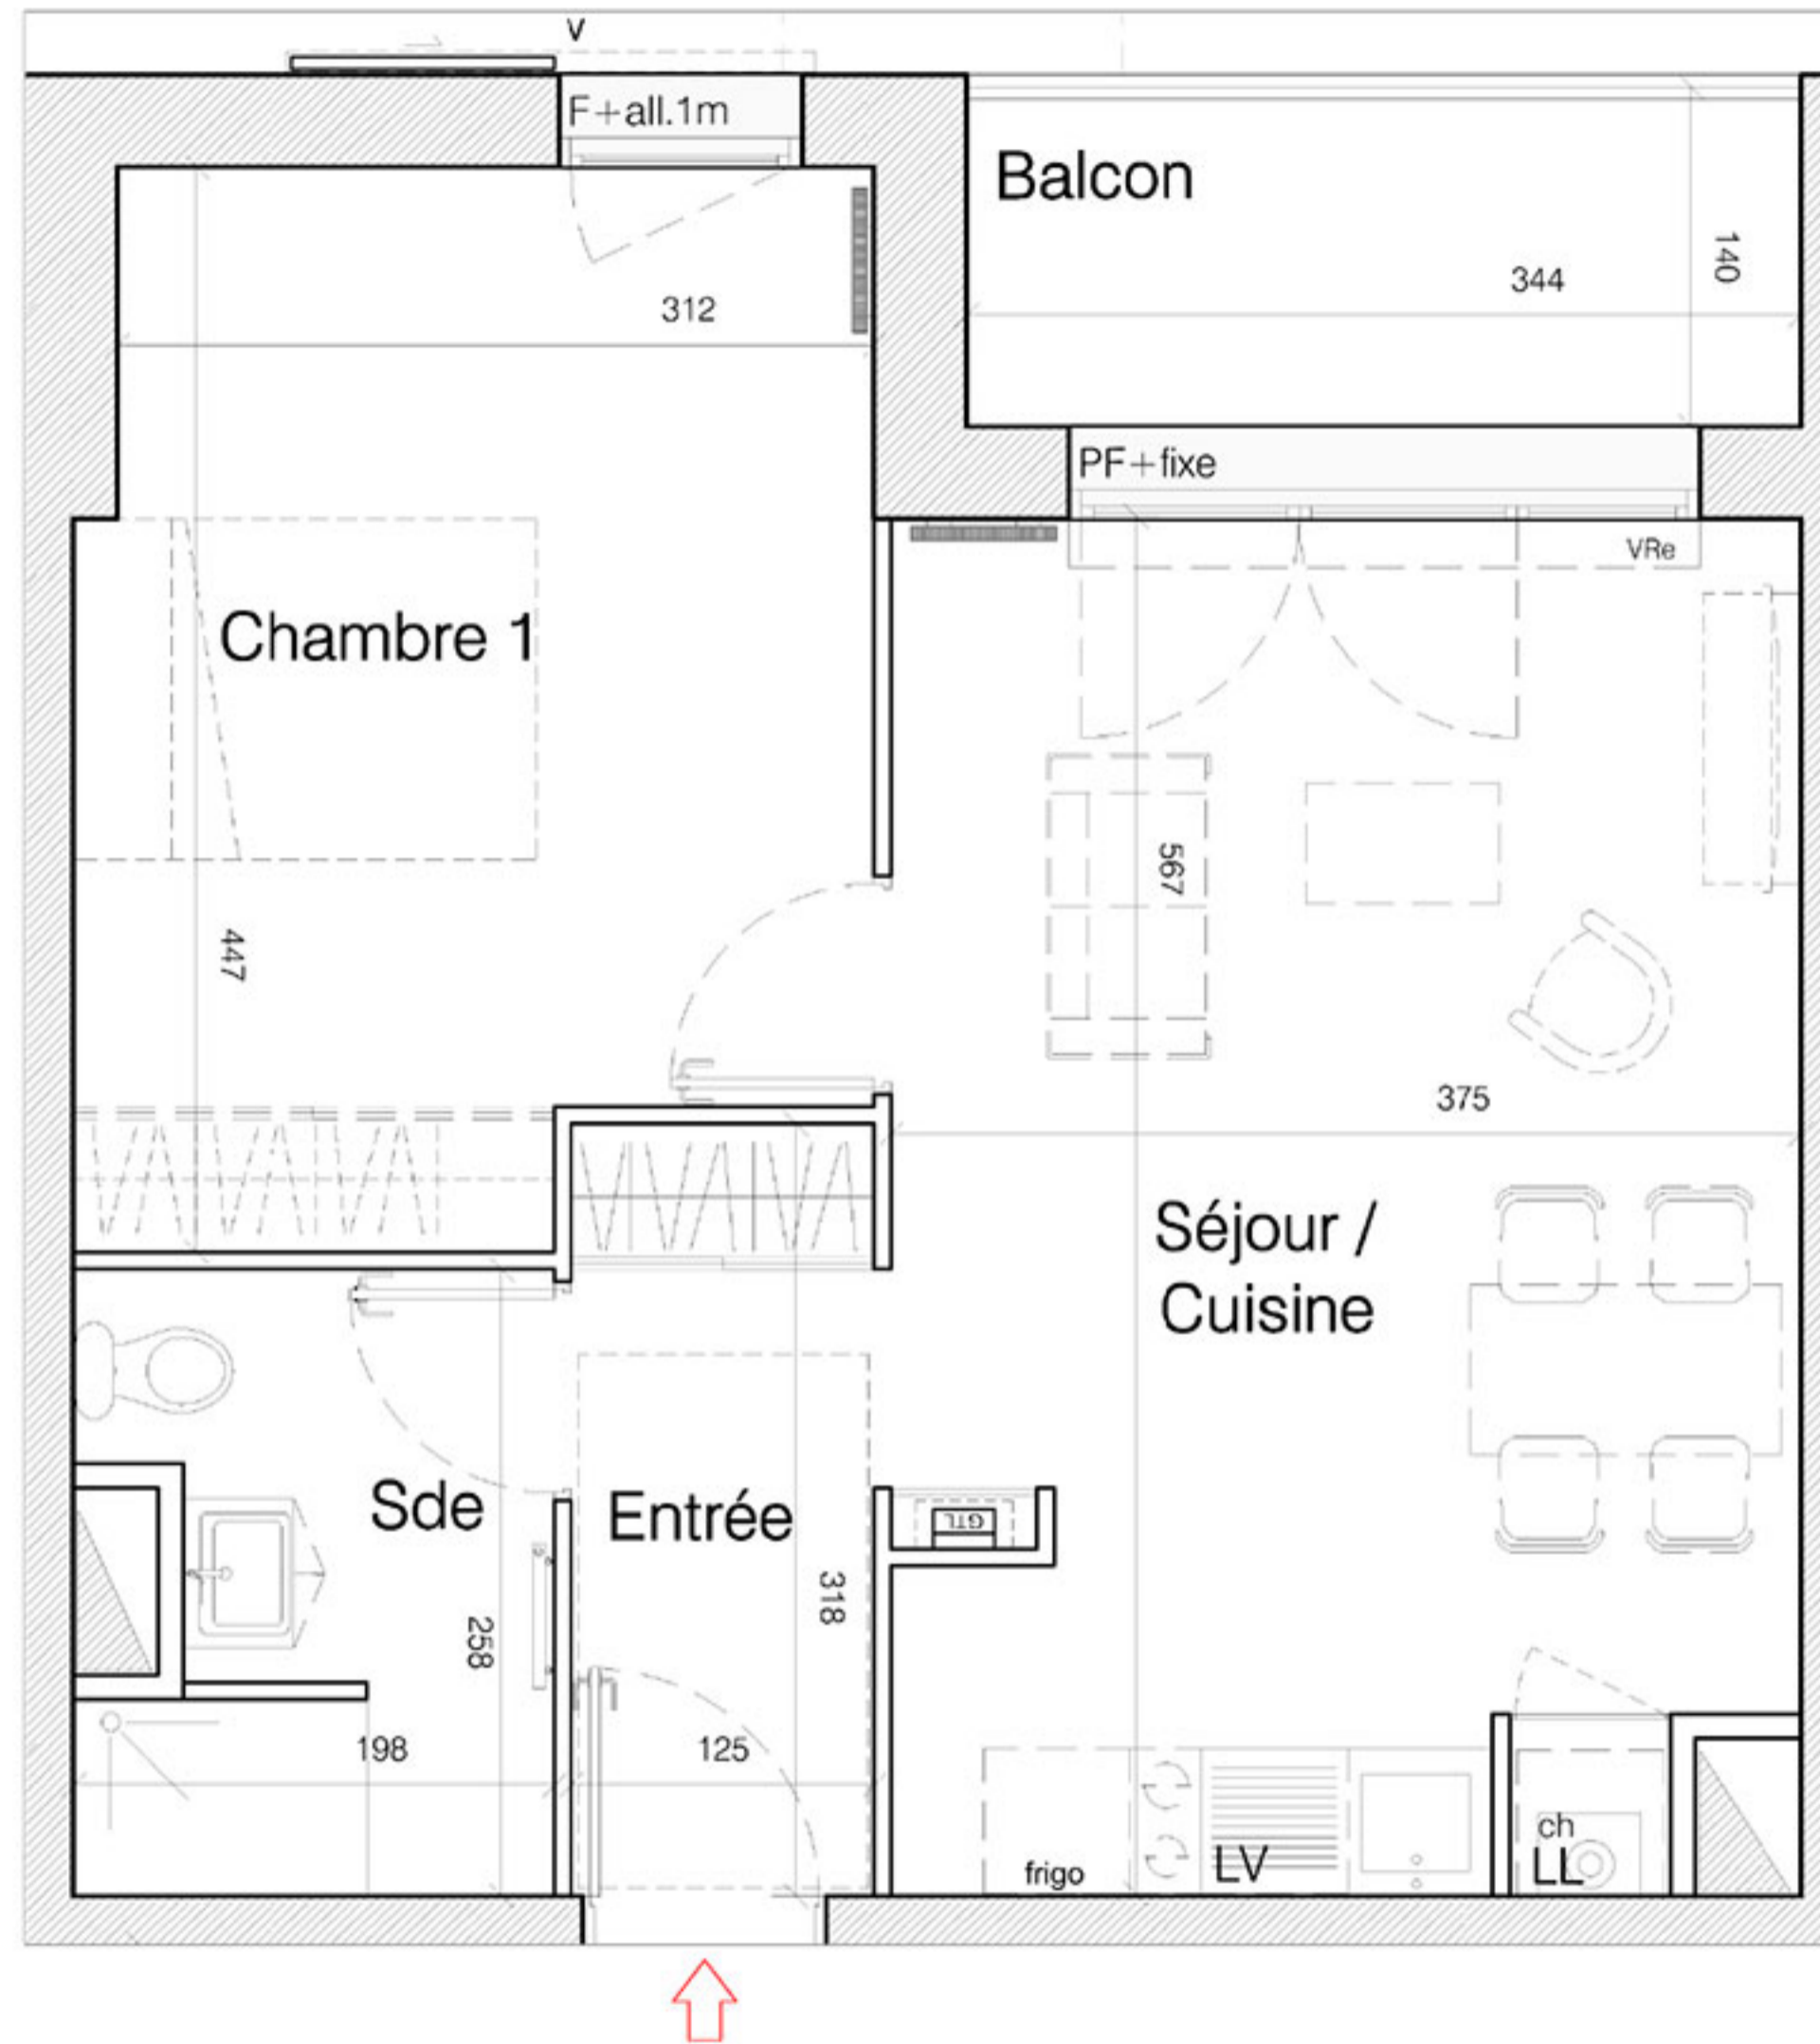 V
F+all.1m
Balcon
140
344
312
PF+fixe
VRe
Chambre 1
567
447
375
Séjour /
Cuisine
Sde
Entrée
GTL
318
258
198
125
ch
LL
LV
frigo